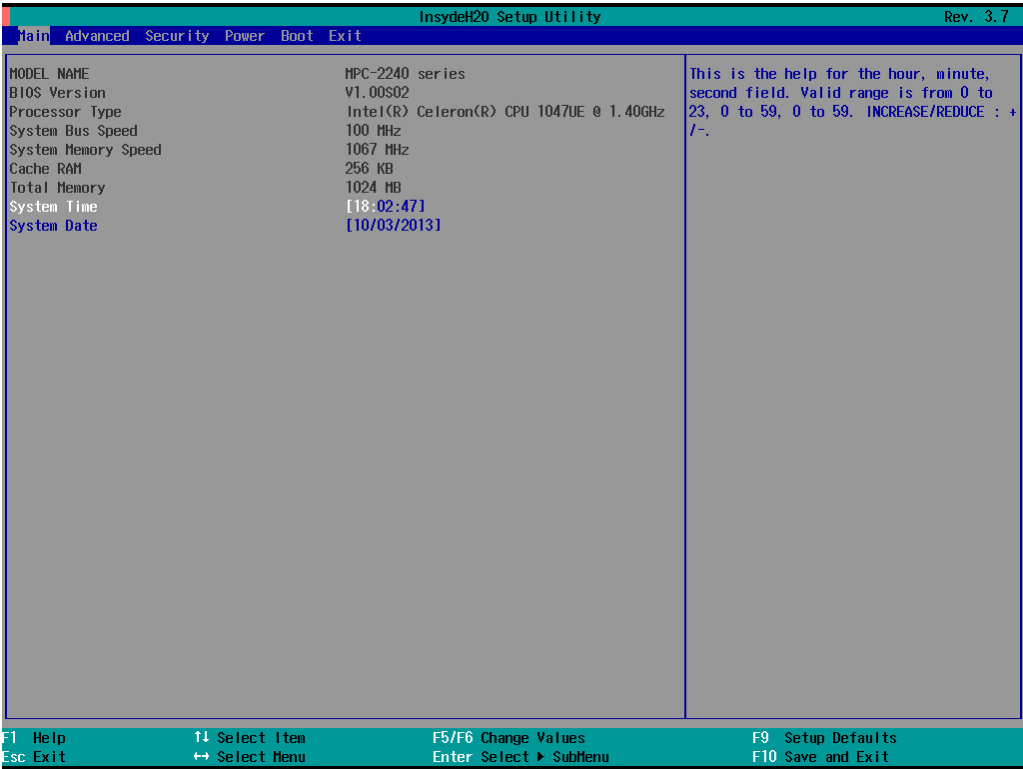 InsydeH2O Setup Utility Rev. 3.7
Main Advanced Security Power Boot Exit
MODEL NAME MPC-2240 series
BIOS Version V1.00S02
Processor Type Intel(R) Celeron(R) CPU 1047UE @ 1.40GHz
System Bus Speed 100 MHz
System Memory Speed 1067 MHz
Cache RAM 256 KB
Total Memory 1024 MB
System Time [18:02:47]
System Date [10/03/2013]
This is the help for the hour, minute,
second field. Valid range is from 0 to
23, 0 to 59, 0 to 59. INCREASE/REDUCE : +
/-.
F1 Help ↑↓ Select Item F5/F6 Change Values F9 Setup Defaults
Esc Exit ↔ Select Menu Enter Select ▶ SubMenu F10 Save and Exit